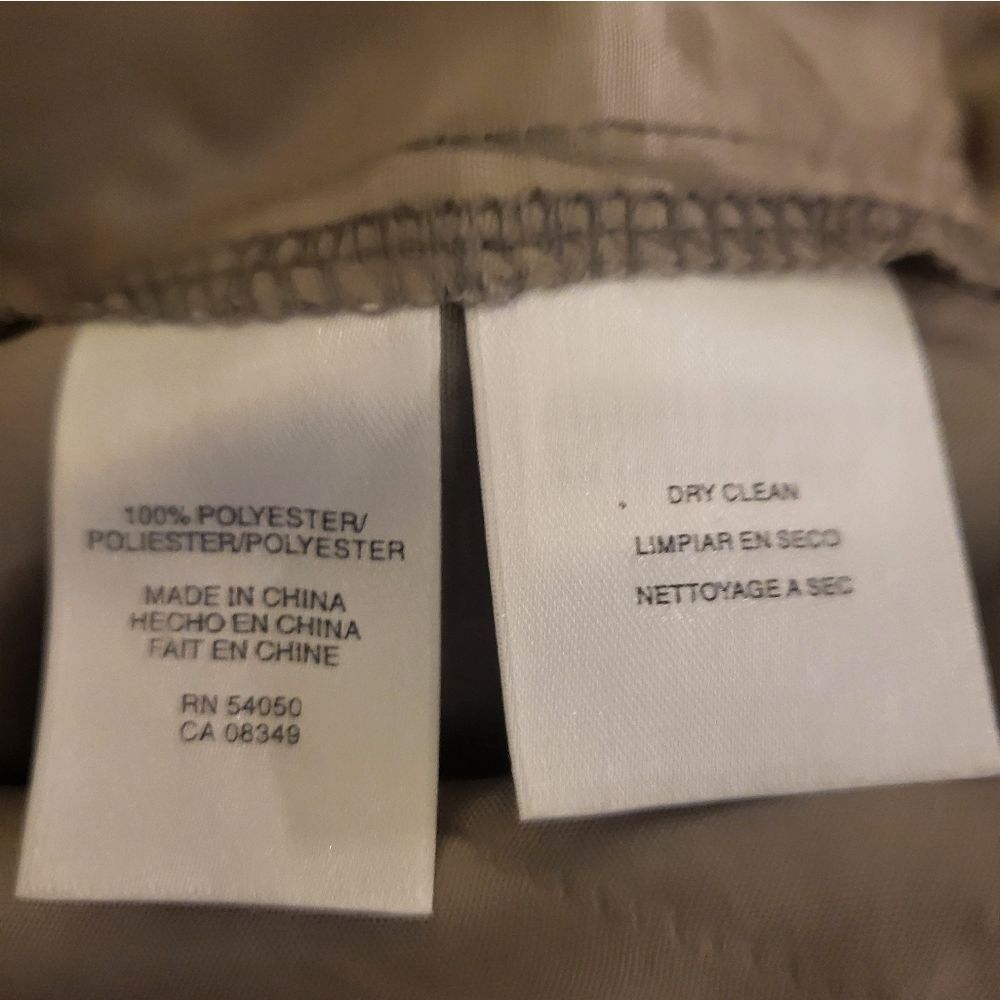 100% POLYESTER/
POLIESTER/POLYESTER
MADE IN CHINA
HECHO EN CHINA
FAIT EN CHINE
RN 54050
CA 08349
DRY CLEAN
LIMPIAR EN SECO
NETTOYAGE A SEC